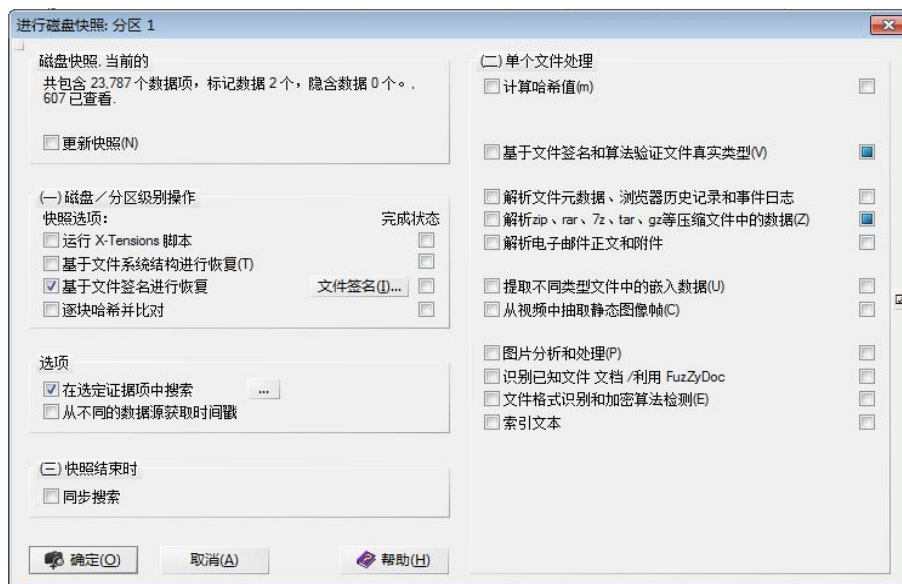 进行磁盘快照: 分区 1
磁盘快照. 当前的
共包含 23,787 个数据项，标记数据 2 个，隐含数据 0 个。.
607 已查看.
更新快照(N)
(一)磁盘／分区级别操作
快照选项:
完成状态
运行 X-Tensions 脚本
基于文件系统结构进行恢复(T)
基于文件签名进行恢复
文件签名(I)...
逐块哈希并比对
选项
在选定证据项中搜索
...
从不同的数据源获取时间戳
(三)快照结束时
同步搜索
确定(O)
取消(A)
帮助(H)
(二)单个文件处理
计算哈希值(m)
基于文件签名和算法验证文件真实类型(V)
解析文件元数据、浏览器历史记录和事件日志
解析zip、rar、7z、tar、gz等压缩文件中的数据(Z)
解析电子邮件正文和附件
提取不同类型文件中的嵌入数据(U)
从视频中抽取静态图像帧(C)
图片分析和处理(P)
识别已知文件 文档 /利用 FuzZyDoc
文件格式识别和加密算法检测(E)
索引文本